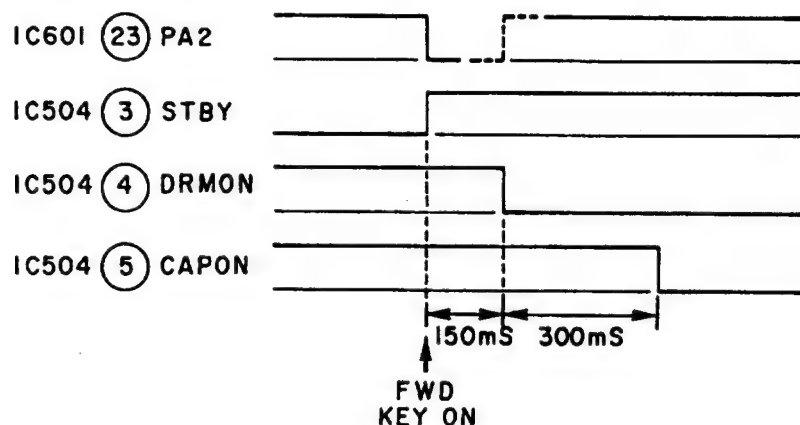 IC601 23 PA2
IC504 3 STBY
IC504 4 DRMON
IC504 5 CAPON
150mS 300mS
FWD
KEY ON